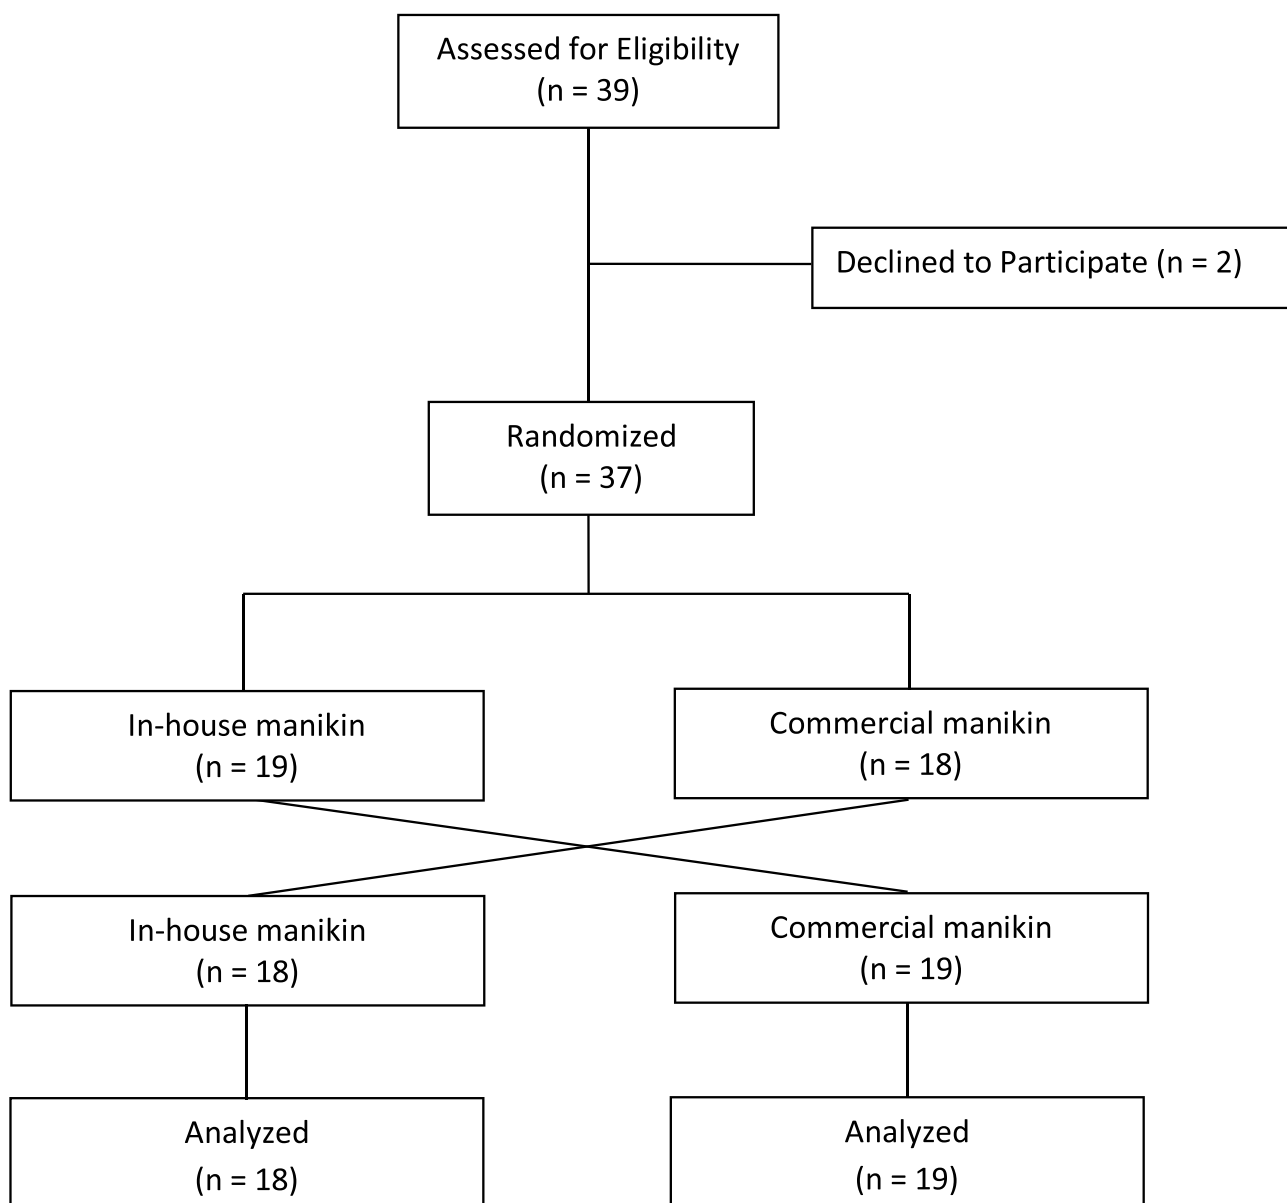 Assessed for Eligibility
(n = 39)
Declined to Participate (n = 2)
Randomized
(n = 37)
In-house manikin
(n = 19)
Commercial manikin
(n = 18)
In-house manikin
(n = 18)
Commercial manikin
(n = 19)
Analyzed
(n = 18)
Analyzed
(n = 19)